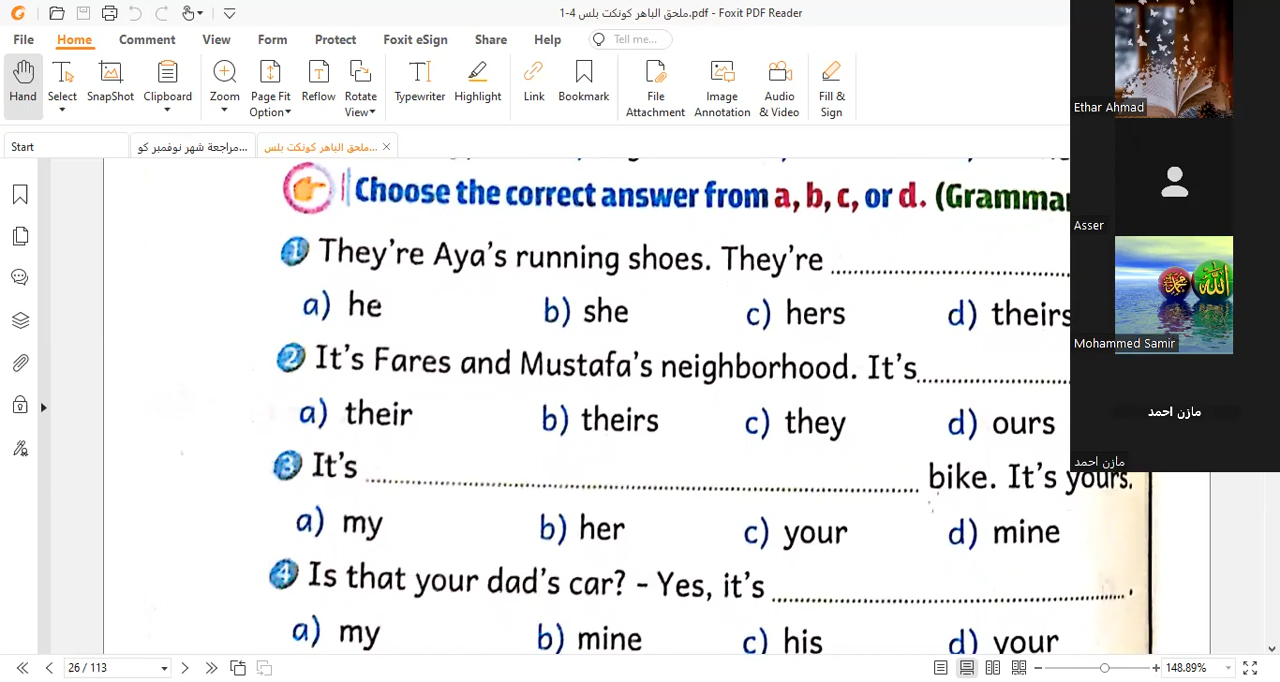 ملحق الباهر كونكت بلس 4-1.pdf - Foxit PDF Reader
File Home Comment View Form Protect Foxit eSign Share Help Tell me...
Hand Select SnapShot Clipboard Zoom Page Fit Option Reflow Rotate View Typewriter Highlight Link Bookmark File Attachment Image Annotation Audio & Video Fill & Sign
Start
مراجعة شهر نوفمبر كو...
ملحق الباهر كونكت بلس...
Choose the correct answer from a, b, c, or d. (Gramma
1 They're Aya's running shoes. They're
a) he b) she c) hers d) theirs
2 It's Fares and Mustafa's neighborhood. It's
a) their b) theirs c) they d) ours
3 It's bike. It's yours.
a) my b) her c) your d) mine
4 Is that your dad's car? - Yes, it's .
a) my b) mine c) his d) your
Ethar Ahmad
Asser
محمد الله
Mohammed Samir
مازن احمد
مازن احمد
26 / 113
148.89%